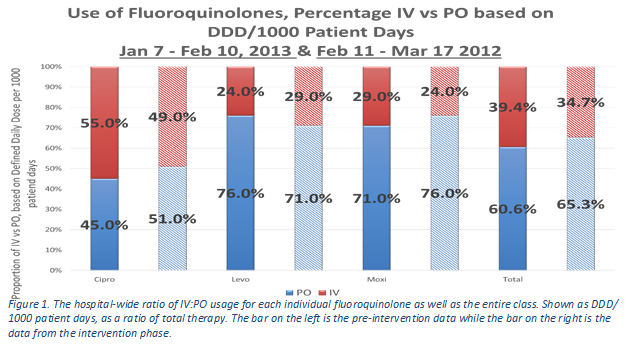 Use of Fluoroquinolones, Percentage IV vs PO based on
DDD/1000 Patient Days
Jan 7 - Feb 10, 2013 & Feb 11 - Mar 17 2012
Proportion of IV vs PO, based on Defined Daily Dose per 1000
patiend days
100%
90%
80%
70%
60%
50%
40%
30%
20%
10%
0%
55.0% 49.0% 24.0% 29.0% 29.0% 24.0% 39.4% 34.7%
45.0% 51.0% 76.0% 71.0% 71.0% 76.0% 60.6% 65.3%
Cipro Levo Moxi Total
PO IV
Figure 1. The hospital-wide ratio of IV:PO usage for each individual fluoroquinolone as well as the entire class. Shown as DDD/
1000 patient days, as a ratio of total therapy. The bar on the left is the pre-intervention data while the bar on the right is the
data from the intervention phase.